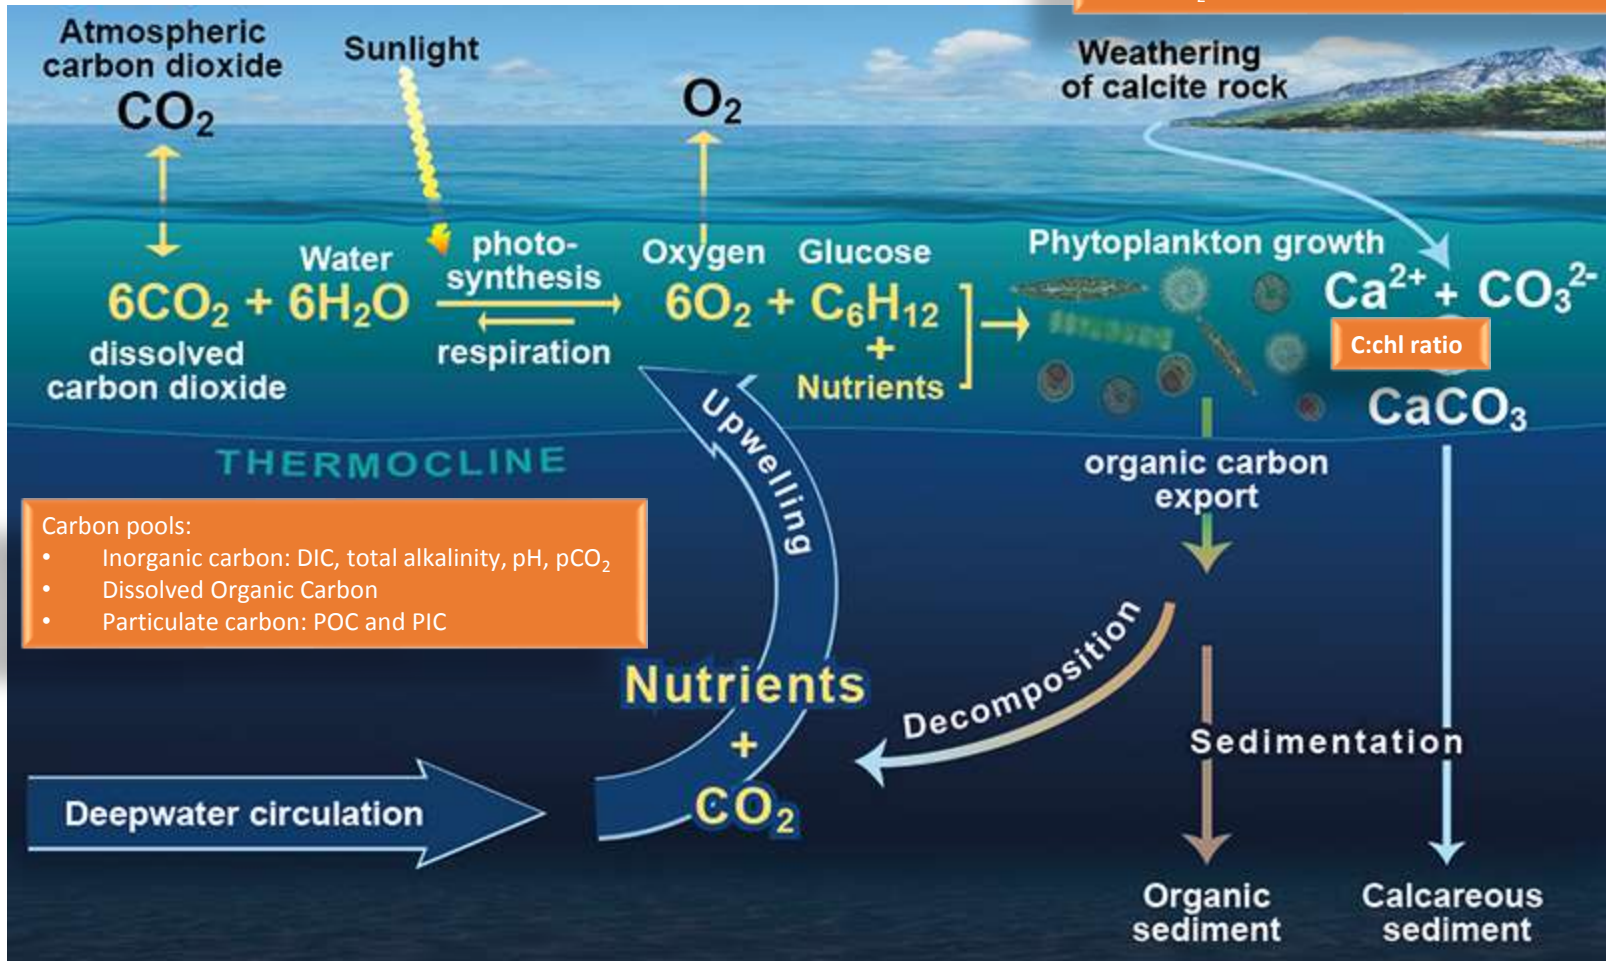 Atmospheric
carbon dioxide
CO₂
Sunlight
O₂
Weathering
of calcite rock
Water
photo-
synthesis
Oxygen
Glucose
Phytoplankton growth
6CO₂ + 6H₂O
6O₂ + C₆H₁₂
Ca²⁺ + CO₃²⁻
dissolved
carbon dioxide
respiration
+
Nutrients
C:chl ratio
CaCO₃
THERMOCLINE
Upwelling
organic carbon
export
Carbon pools:
• Inorganic carbon: DIC, total alkalinity, pH, pCO₂
• Dissolved Organic Carbon
• Particulate carbon: POC and PIC
Nutrients
+
CO₂
Decomposition
Sedimentation
Deepwater circulation
Organic
sediment
Calcareous
sediment